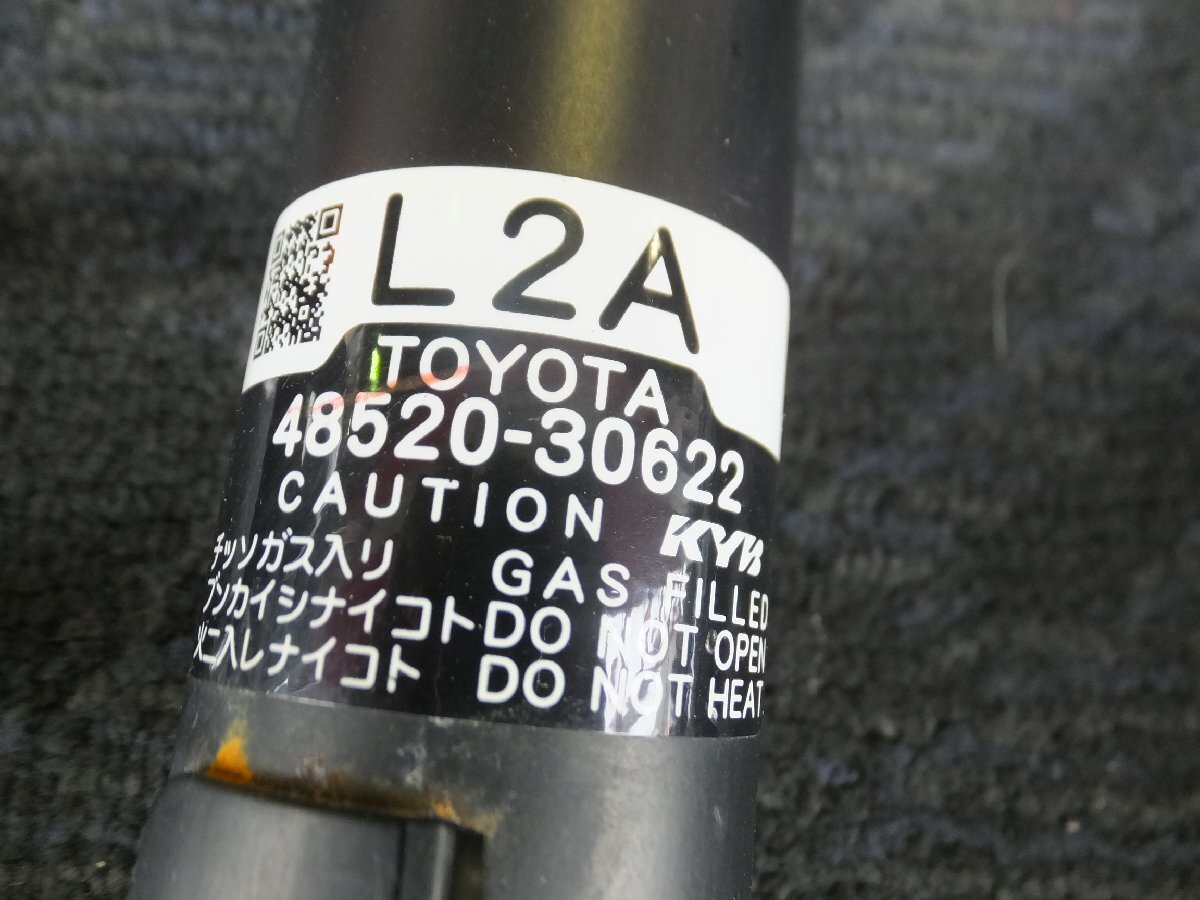 L2A
TOYOTA
48520-30622
CAUTION KYB
チッソガス入リ GAS FILLED
ブンカイシナイコト DO NOT OPEN
火ニ入レナイコト DO NOT HEAT